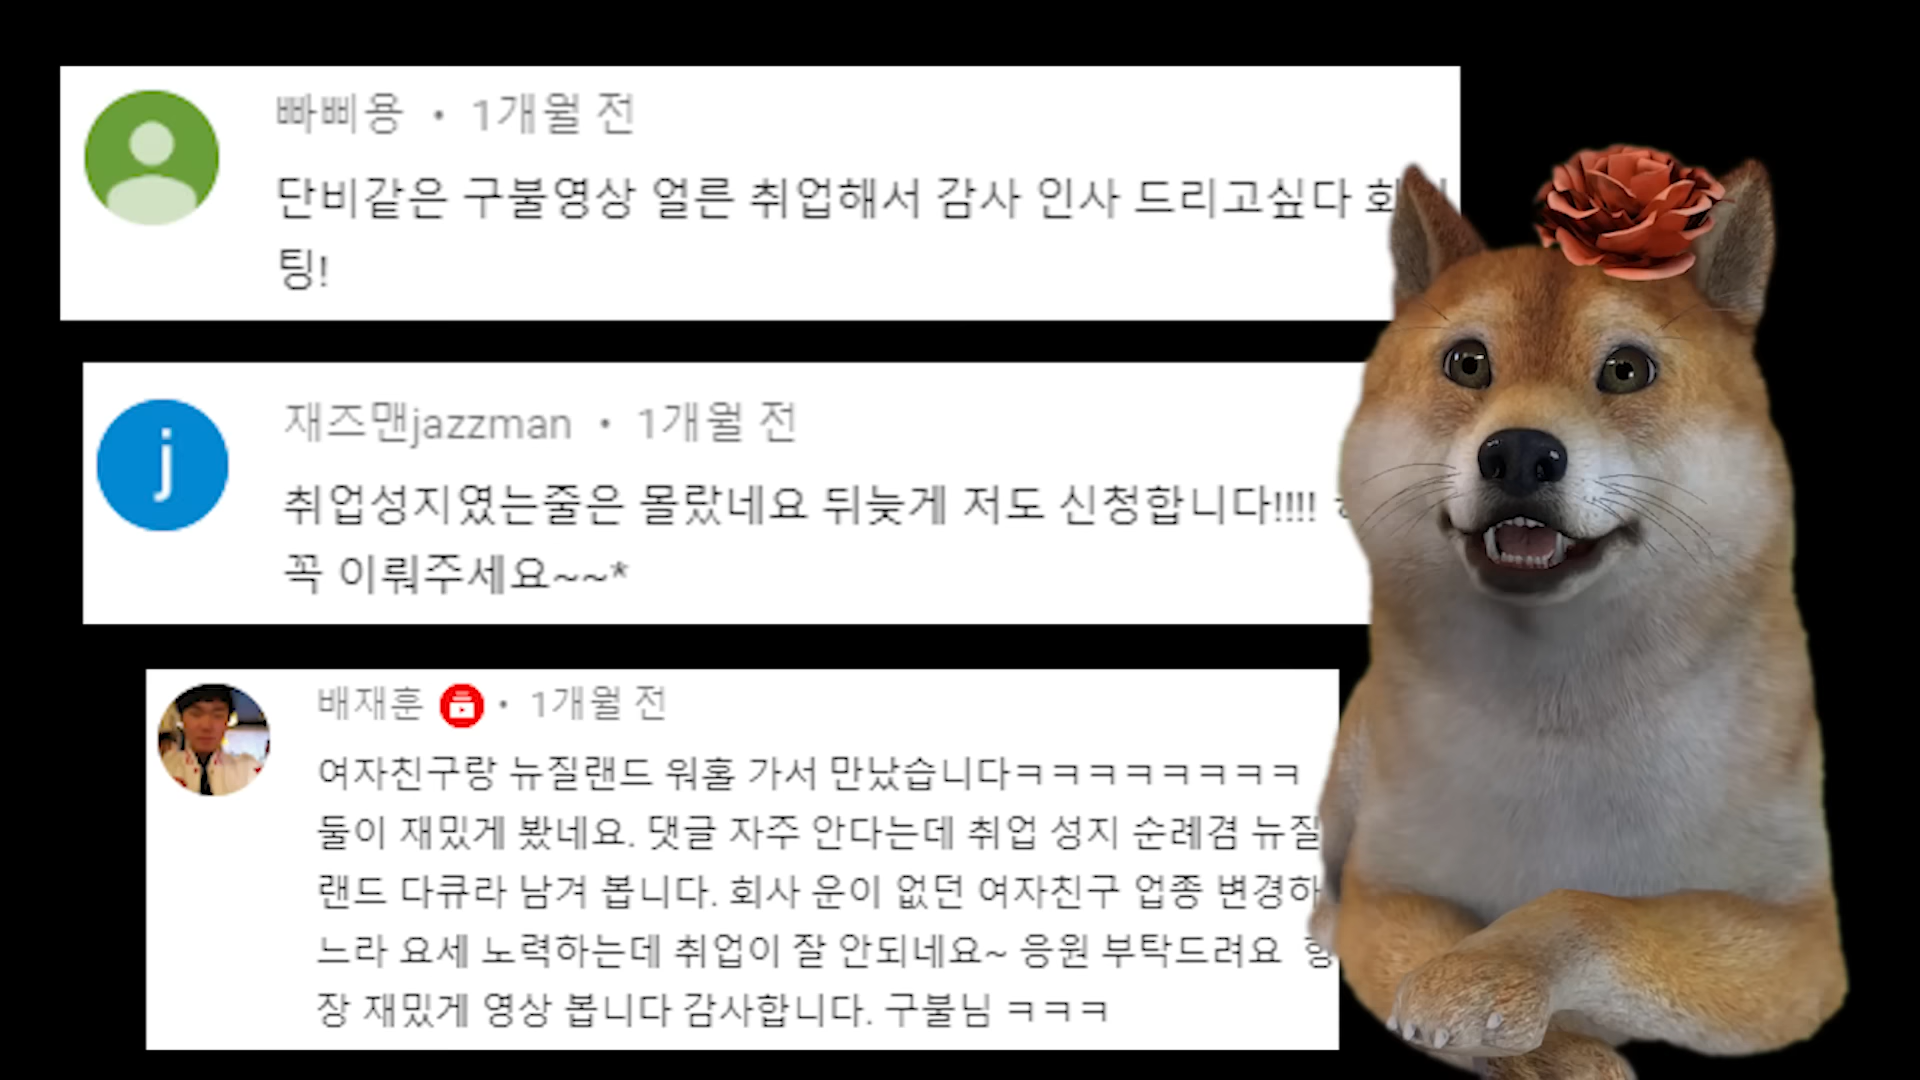 빠삐용 • 1개월 전
단비같은 구불영상 얼른 취업해서 감사 인사 드리고싶다
팅!
j
재즈맨jazzman • 1개월 전
취업성지였는줄은 몰랐네요 뒤늦게 저도 신청합니다!!!!
꼭 이뤄주세요~~*
배재훈 • 1개월 전
여자친구랑 뉴질랜드 워홀 가서 만났습니다ㅋㅋㅋㅋㅋㅋㅋㅋ
둘이 재밌게 봤네요. 댓글 자주 안다는데 취업 성지 순례겸 뉴질
랜드 다큐라 남겨 봅니다. 회사 운이 없던 여자친구 업종 변경하
느라 요세 노력하는데 취업이 잘 안되네요~ 응원 부탁드려요
장 재밌게 영상 봅니다 감사합니다. 구불님 ㅋㅋㅋ